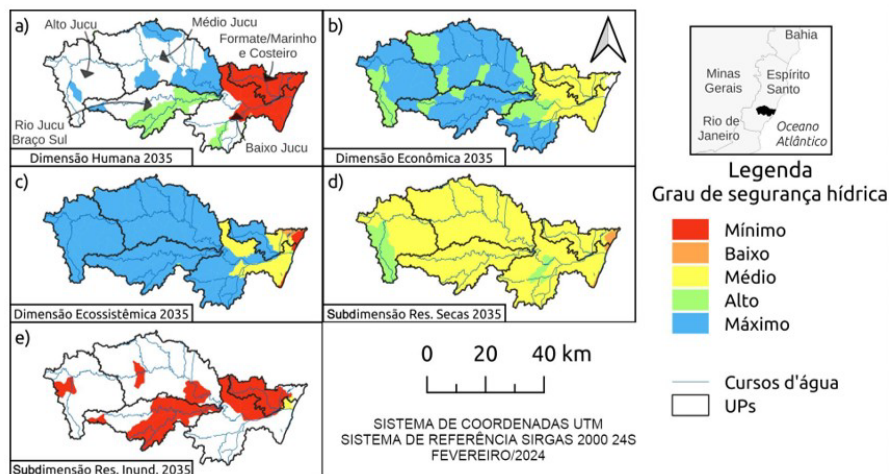 a)
Alto Jucu
Médio Jucu
Formate/Marinho
e Costeiro
Rio Jucu
Braço Sul
Baixo Jucu
Dimensão Humana 2035
b)
Dimensão Econômica 2035
Bahia
Minas
Gerais
Espírito
Santo
Rio de
Janeiro
Oceano
Atlântico
c)
Dimensão Ecossistêmica 2035
d)
Subdimensão Res. Secas 2035
Legenda
Grau de segurança hídrica
Mínimo
Baixo
Médio
Alto
Máximo
Cursos d'água
UPs
e)
Subdimensão Res. Inund. 2035
0 20 40 km
SISTEMA DE COORDENADAS UTM
SISTEMA DE REFERÊNCIA SIRGAS 2000 24S
FEVEREIRO/2024